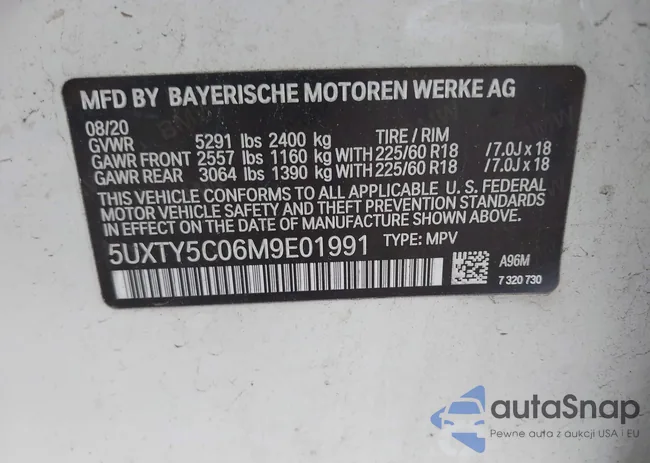 MFD BY BAYERISCHE MOTOREN WERKE AG
08/20
GVWR 5291 lbs 2400 kg TIRE / RIM
GAWR FRONT 2557 lbs 1160 kg WITH 225/60 R18 /7.0J x 18
GAWR REAR 3064 lbs 1390 kg WITH 225/60 R18 /7.0J x 18
THIS VEHICLE CONFORMS TO ALL APPLICABLE U. S. FEDERAL
MOTOR VEHICLE SAFETY, AND THEFT PREVENTION STANDARDS
IN EFFECT ON THE DATE OF MANUFACTURE SHOWN ABOVE.
5UXTY5C06M9E01991 TYPE: MPV
A96M
7 320 730
autaSnap
Pewne auta z aukcji USA i EU